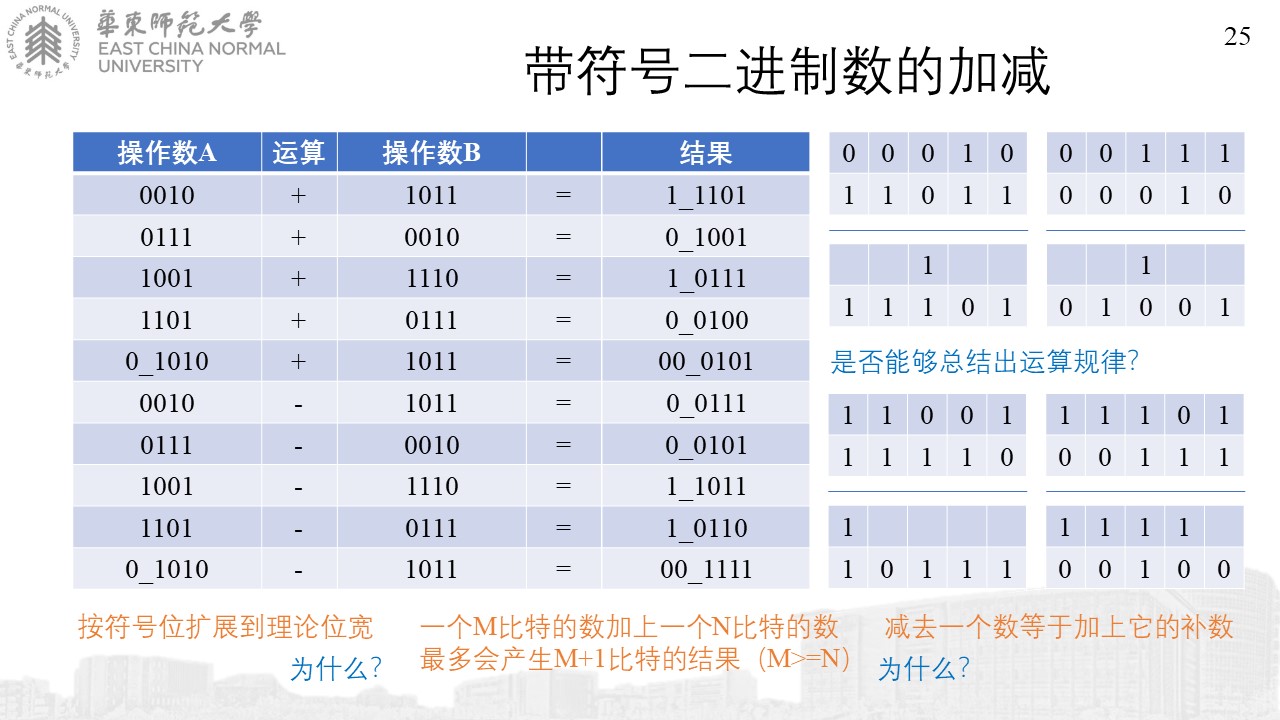 EAST CHINA NORMAL UNIVERSITY
華東師範大學
華東師範大學
EAST CHINA NORMAL
UNIVERSITY
25
带符号二进制数的加减
操作数A 运算 操作数B 结果
0010 + 1011 = 1_1101
0111 + 0010 = 0_1001
1001 + 1110 = 1_0111
1101 + 0111 = 0_0100
0_1010 + 1011 = 00_0101
0010 - 1011 = 0_0111
0111 - 0010 = 0_0101
1001 - 1110 = 1_1011
1101 - 0111 = 1_0110
0_1010 - 1011 = 00_1111
0 0 0 1 0
1 1 0 1 1
1
1 1 1 0 1
0 0 1 1 1
0 0 0 1 0
1
0 1 0 0 1
是否能够总结出运算规律？
1 1 0 0 1
1 1 1 1 0
1
1 0 1 1 1
1 1 1 0 1
0 0 1 1 1
1 1 1 1
0 0 1 0 0
按符号位扩展到理论位宽
为什么？
一个M比特的数加上一个N比特的数
最多会产生M+1比特的结果（M>=N）
减去一个数等于加上它的补数
为什么？